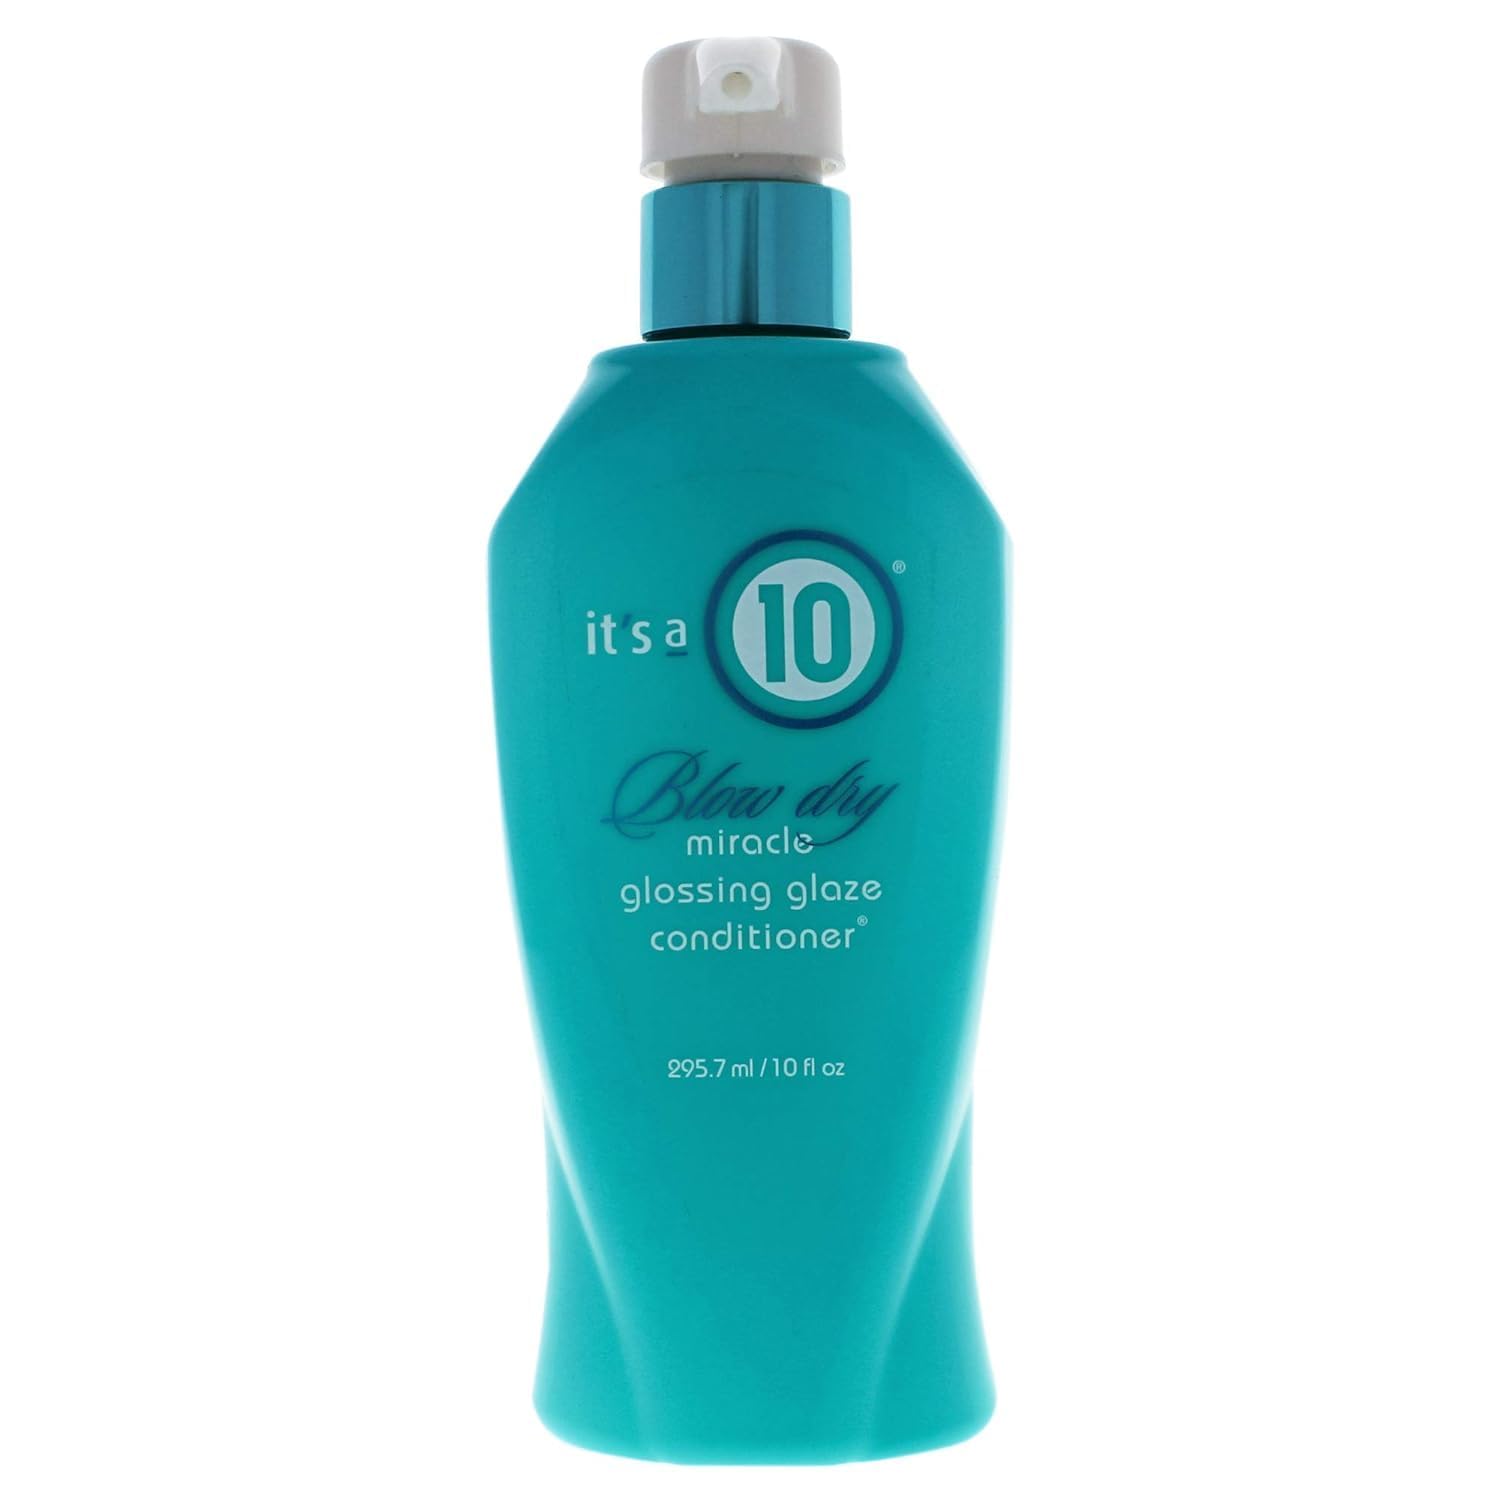 it's a 10®
Blow dry
miracle
glossing glaze
conditioner®
295.7 ml / 10 fl oz